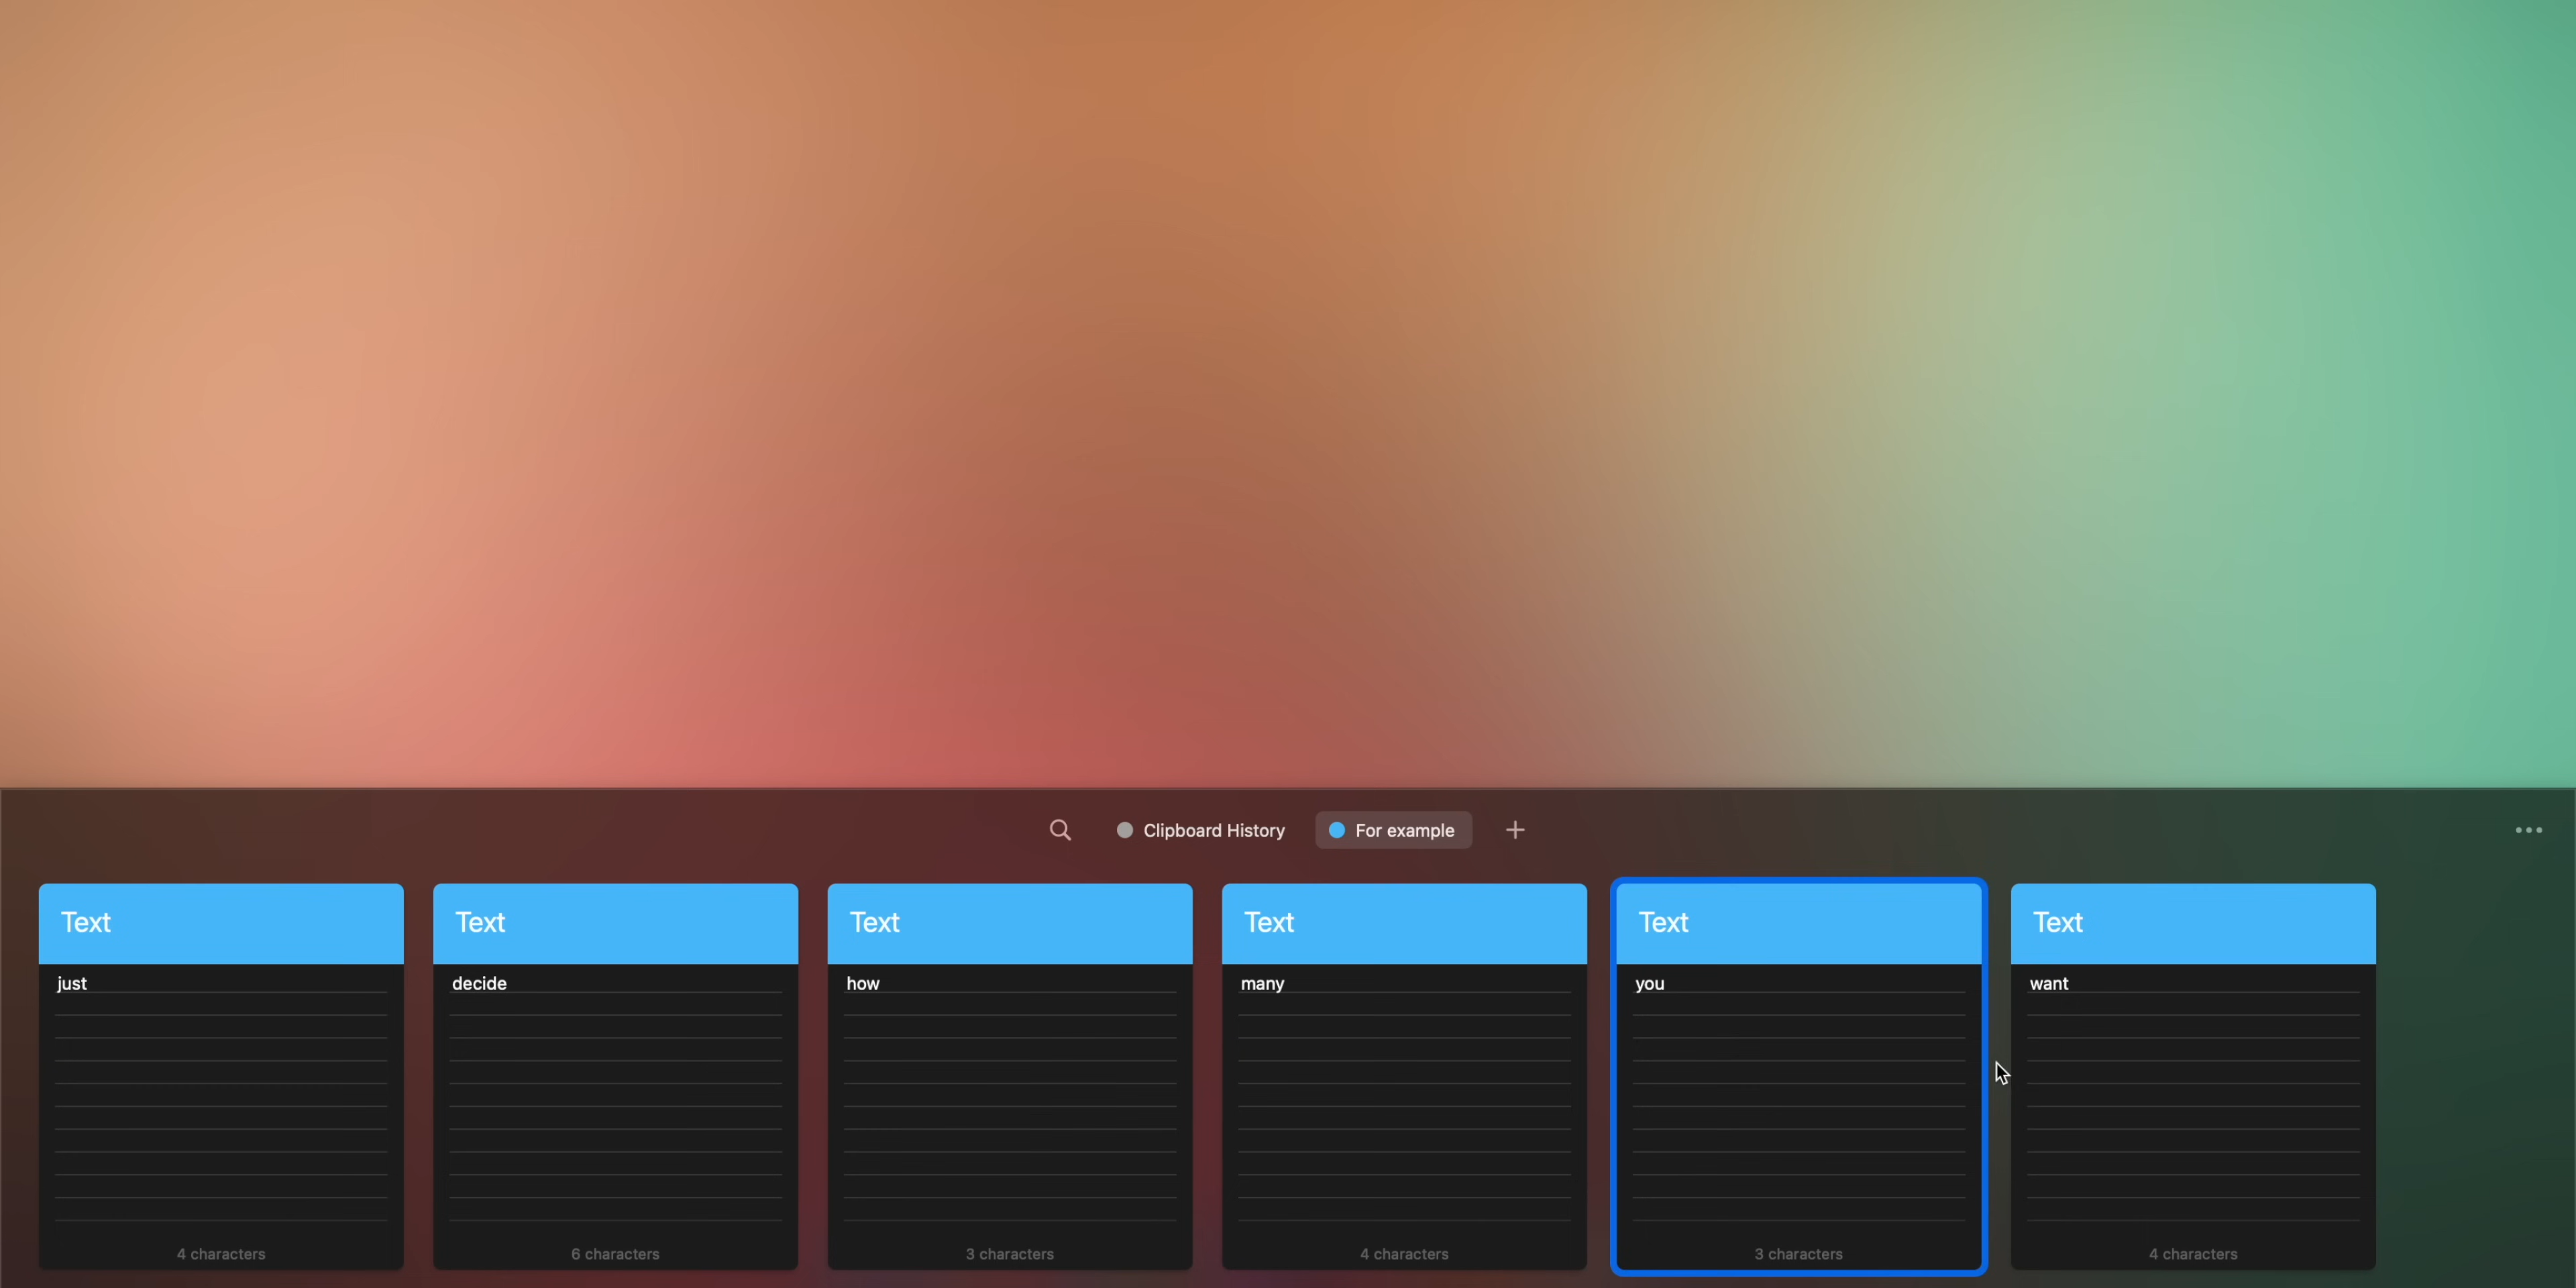 Clipboard History
For example
Text
just
4 characters
Text
decide
6 characters
Text
how
3 characters
Text
many
4 characters
Text
you
3 characters
Text
want
4 characters